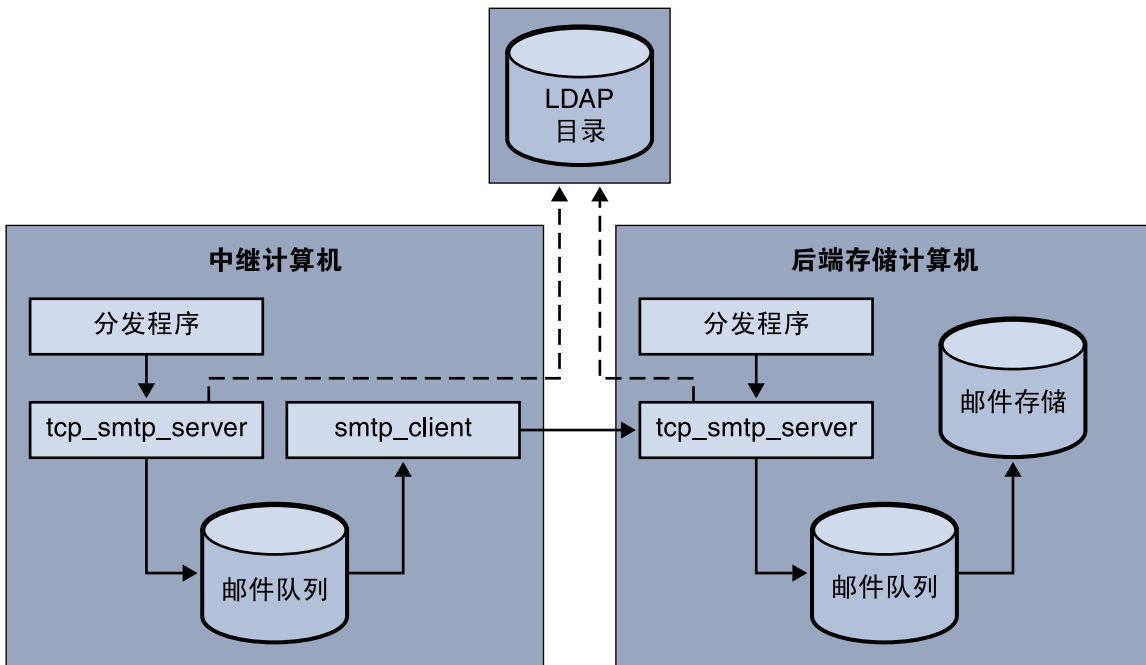 LDAP
目录
中继计算机
分发程序
tcp_smtp_server
smtp_client
邮件队列
后端存储计算机
分发程序
tcp_smtp_server
邮件存储
邮件队列